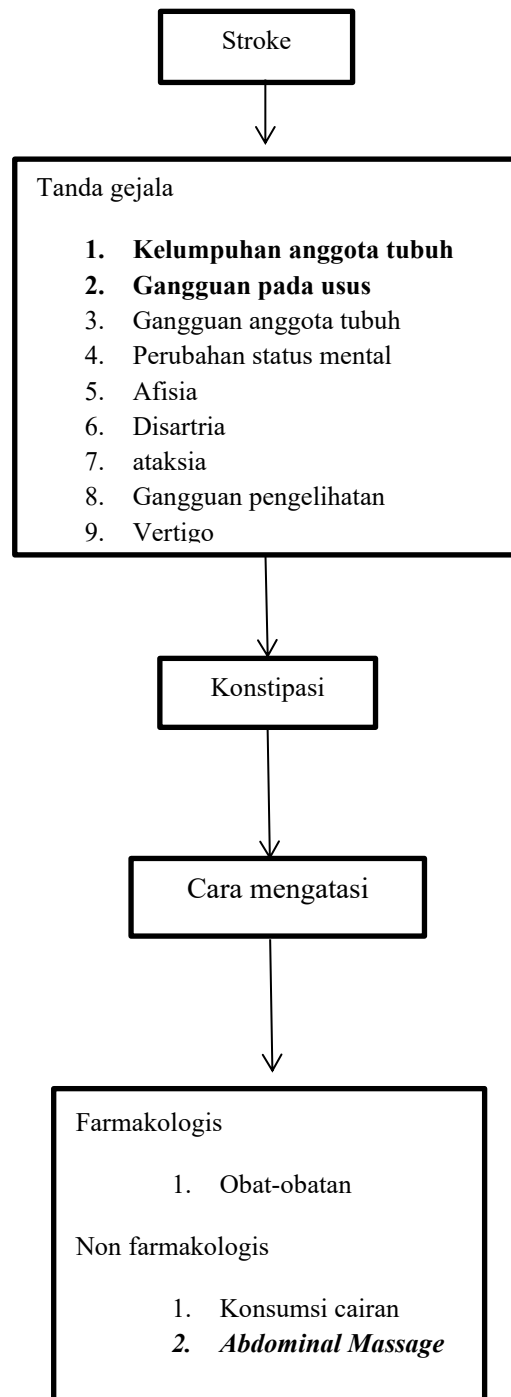 Stroke
Tanda gejala
1. Kelumpuhan anggota tubuh
2. Gangguan pada usus
3. Gangguan anggota tubuh
4. Perubahan status mental
5. Afisia
6. Disartria
7. ataksia
8. Gangguan pengelihatan
9. Vertigo
Konstipasi
Cara mengatasi
Farmakologis
1. Obat-obatan
Non farmakologis
1. Konsumsi cairan
2. Abdominal Massage